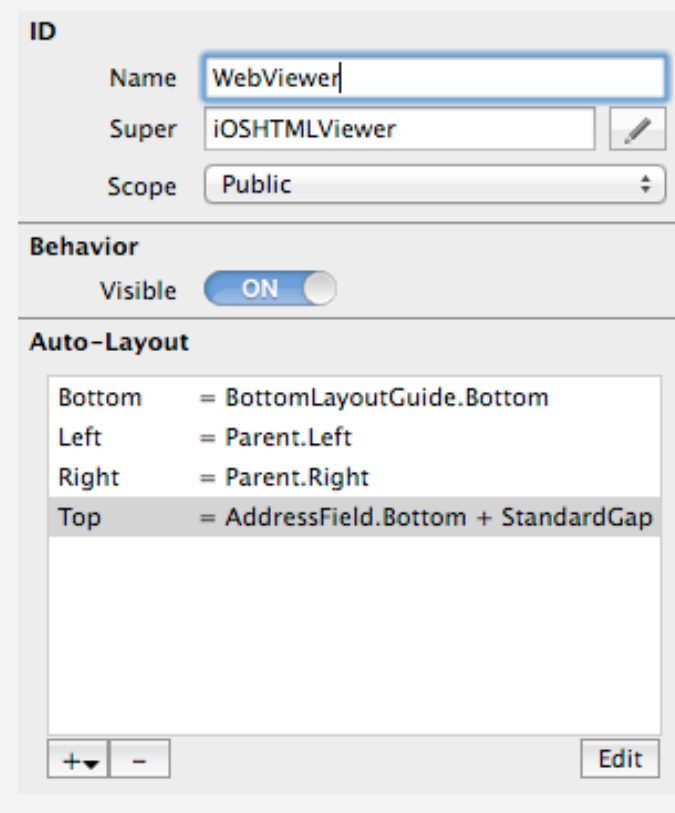 ID
Name WebViewer
Super iOSHTMLViewer
Scope Public
Behavior
Visible ON
Auto-Layout
Bottom = BottomLayoutGuide.Bottom
Left = Parent.Left
Right = Parent.Right
Top = AddressField.Bottom + StandardGap
+ - Edit